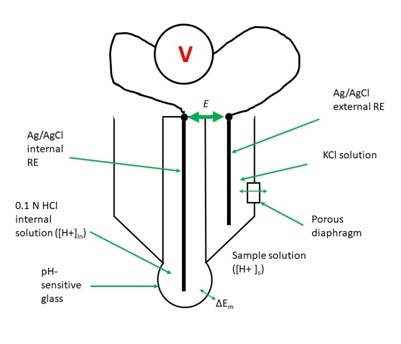 V
E
Ag/AgCl
external RE
Ag/AgCl
internal
RE
KCl solution
0.1 N HCl
internal
solution ([H+]in)
Porous
diaphragm
Sample solution
([H+ ]s)
pH-
sensitive
glass
ΔEm